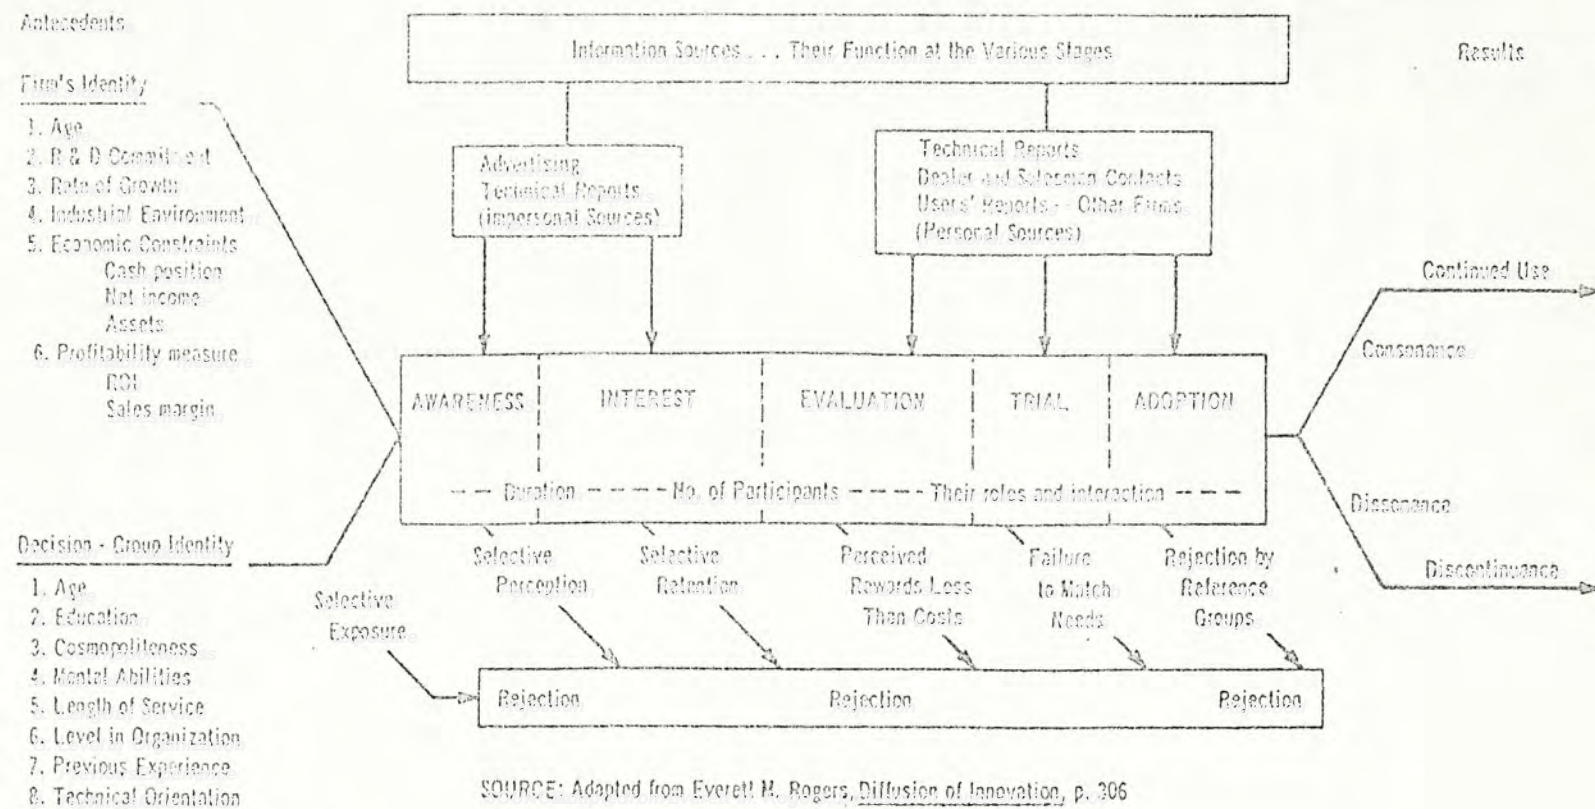 Antecedents
Information Sources . . . Their Function at the Various Stages
Results
Firm's Identity
1. Age
2. R & D Commitment
3. Rate of Growth
4. Industrial Environment
5. Economic Constraints
Cash position
Net income
Assets
6. Profitability measure
ROI
Sales margin
Advertising
Technical Reports
(Impersonal Sources)
Technical Reports
Dealer and Salesman Contacts
Users' Reports -- Other Firms
(Personal Sources)
AWARENESS
INTEREST
EVALUATION
TRIAL
ADOPTION
Duration
No. of Participants
Their roles and interaction
Continued Use
Consonance
Dissonance
Discontinuance
Decision - Group Identity
1. Age
2. Education
3. Cosmopoliteness
4. Mental Abilities
5. Length of Service
6. Level in Organization
7. Previous Experience
8. Technical Orientation
Selective
Exposure
Selective
Perception
Selective
Retention
Perceived
Rewards Less
Than Costs
Failure
to Match
Needs
Rejection by
Reference
Groups
Rejection
Rejection
Rejection
SOURCE: Adapted from Everett M. Rogers, Diffusion of Innovation, p. 306